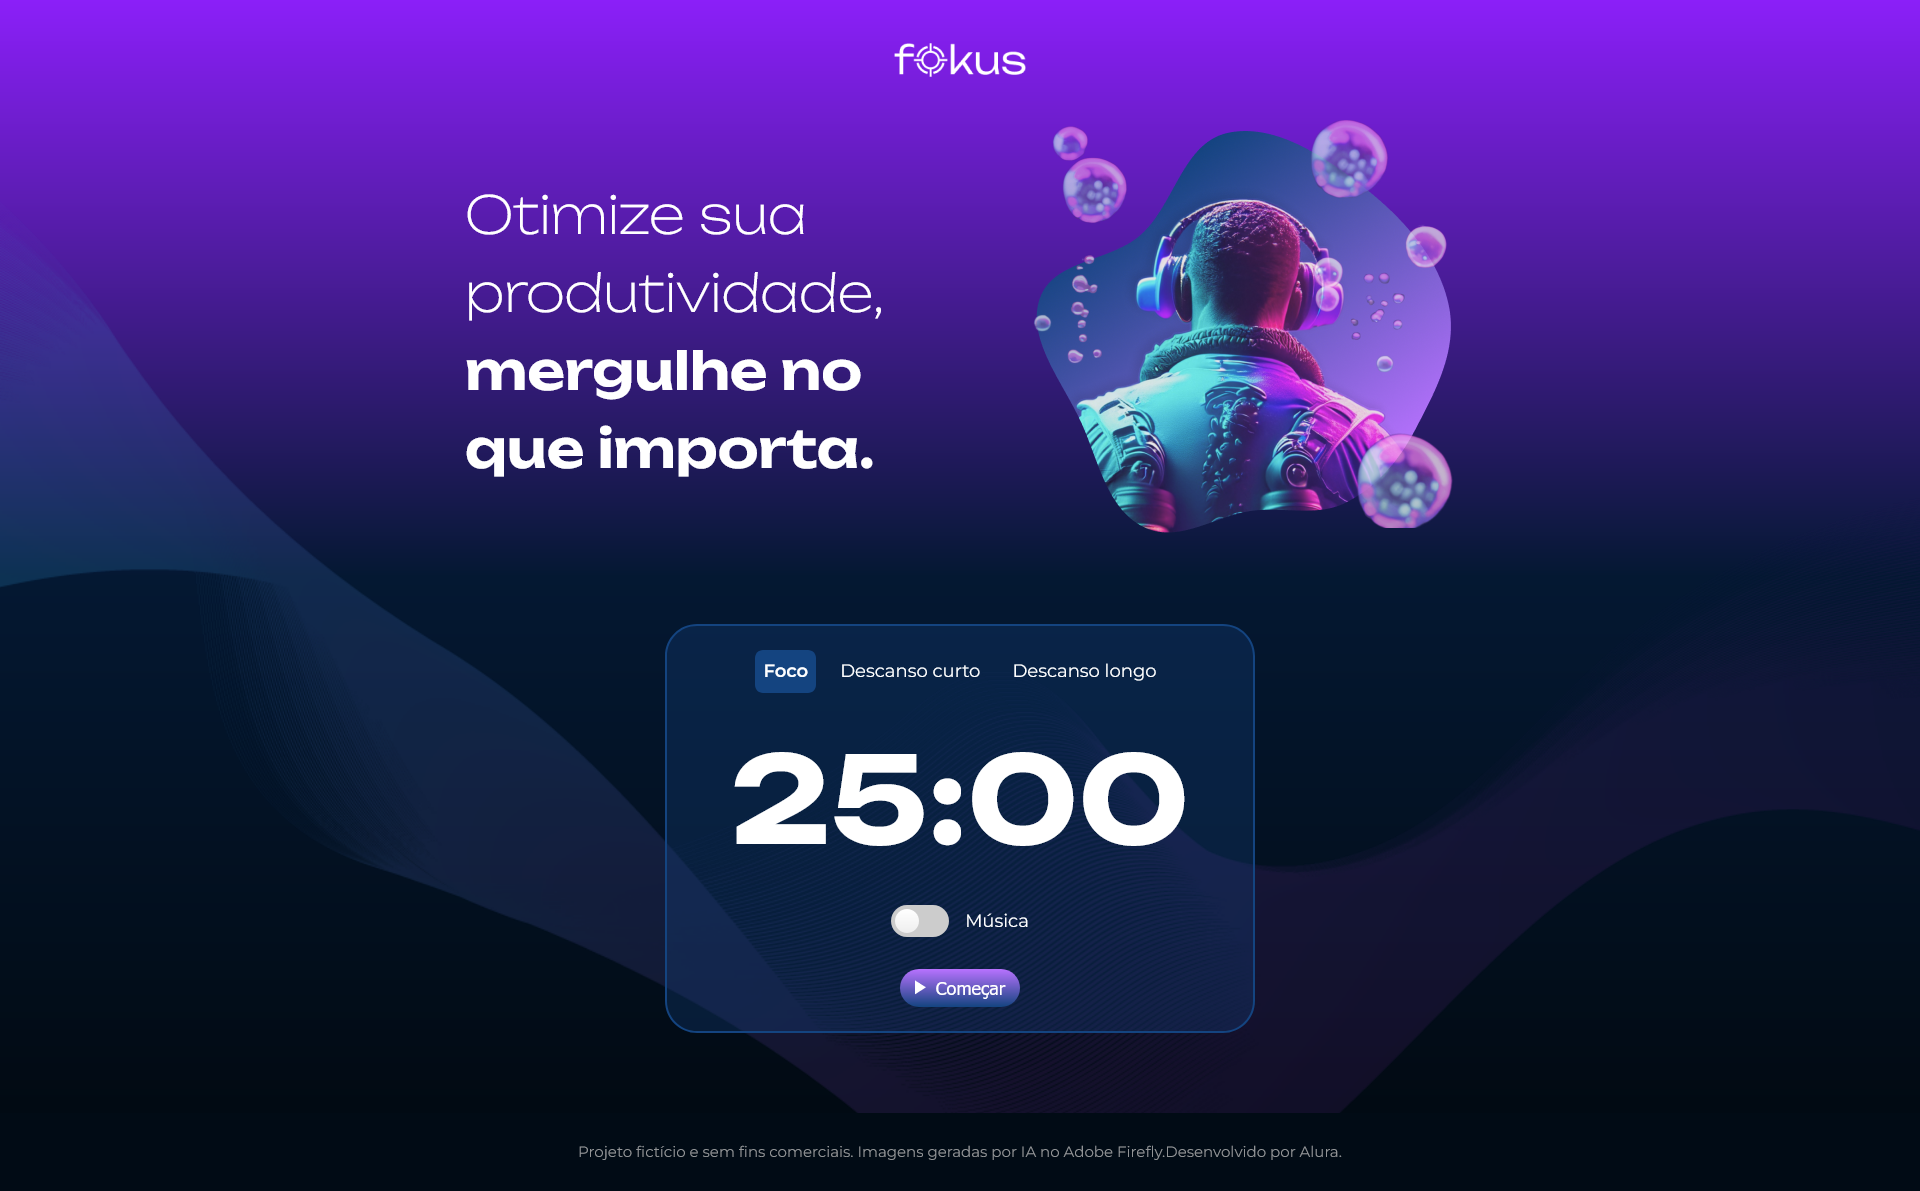 fokus
Otimize sua
produtividade,
mergulhe no
que importa.
Foco Descanso curto Descanso longo
25:00
Música
Começar
Projeto fictício e sem fins comerciais. Imagens geradas por IA no Adobe Firefly.Desenvolvido por Alura.